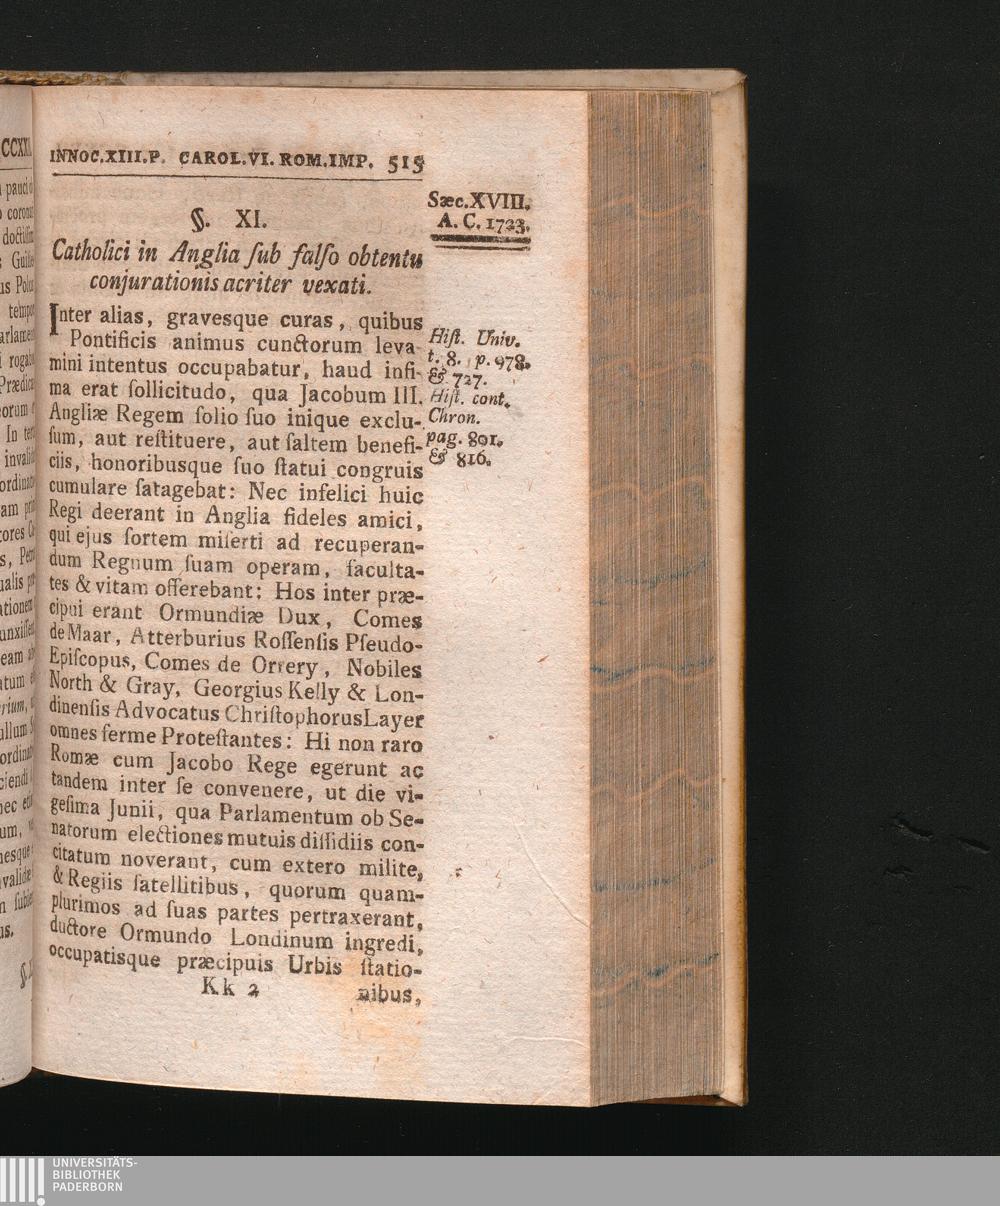 INNOC.XIII.P. CAROL.VI. ROM.IMP. 515
Sæc.XVIII.
A. C. 1723.
§. XI.
Catholici in Anglia ſub falſo obtentu
conjurationis acriter vexati.
Inter alias, gravesque curas, quibus
Pontificis animus cunctorum leva-
mini intentus occupabatur, haud infi-
ma erat ſollicitudo, qua Jacobum III.
Angliæ Regem ſolio ſuo inique exclu-
ſum, aut reſtituere, aut ſaltem benefi-
ciis, honoribusque ſuo ſtatui congruis
cumulare ſatagebat: Nec infelici huic
Regi deerant in Anglia fideles amici,
qui ejus ſortem miſerti ad recuperan-
dum Regnum ſuam operam, faculta-
tes & vitam offerebant: Hos inter præ-
cipui erant Ormundiæ Dux, Comes
de Maar, Atterburius Roſſenſis Pſeudo-
Epiſcopus, Comes de Orrery, Nobiles
North & Gray, Georgius Kelly & Lon-
dinenſis Advocatus Chriſtophorus Layer
omnes ferme Proteſtantes: Hi non raro
Romæ cum Jacobo Rege egerunt ac
tandem inter ſe convenere, ut die vi-
geſima Junii, qua Parlamentum ob Se-
natorum electiones mutuis diſſidiis con-
citatum noverant, cum extero milite,
& Regiis ſatellitibus, quorum quam-
plurimos ad ſuas partes pertraxerant,
ductore Ormundo Londinum ingredi,
occupatisque præcipuis Urbis ſtatio-
Kk 2 nibus,
Hiſt. Univ.
t. 8. p. 978.
& 727.
Hiſt. cont.
Chron.
pag. 801.
& 816.
UNIVERSITÄTS-
BIBLIOTHEK
PADERBORN